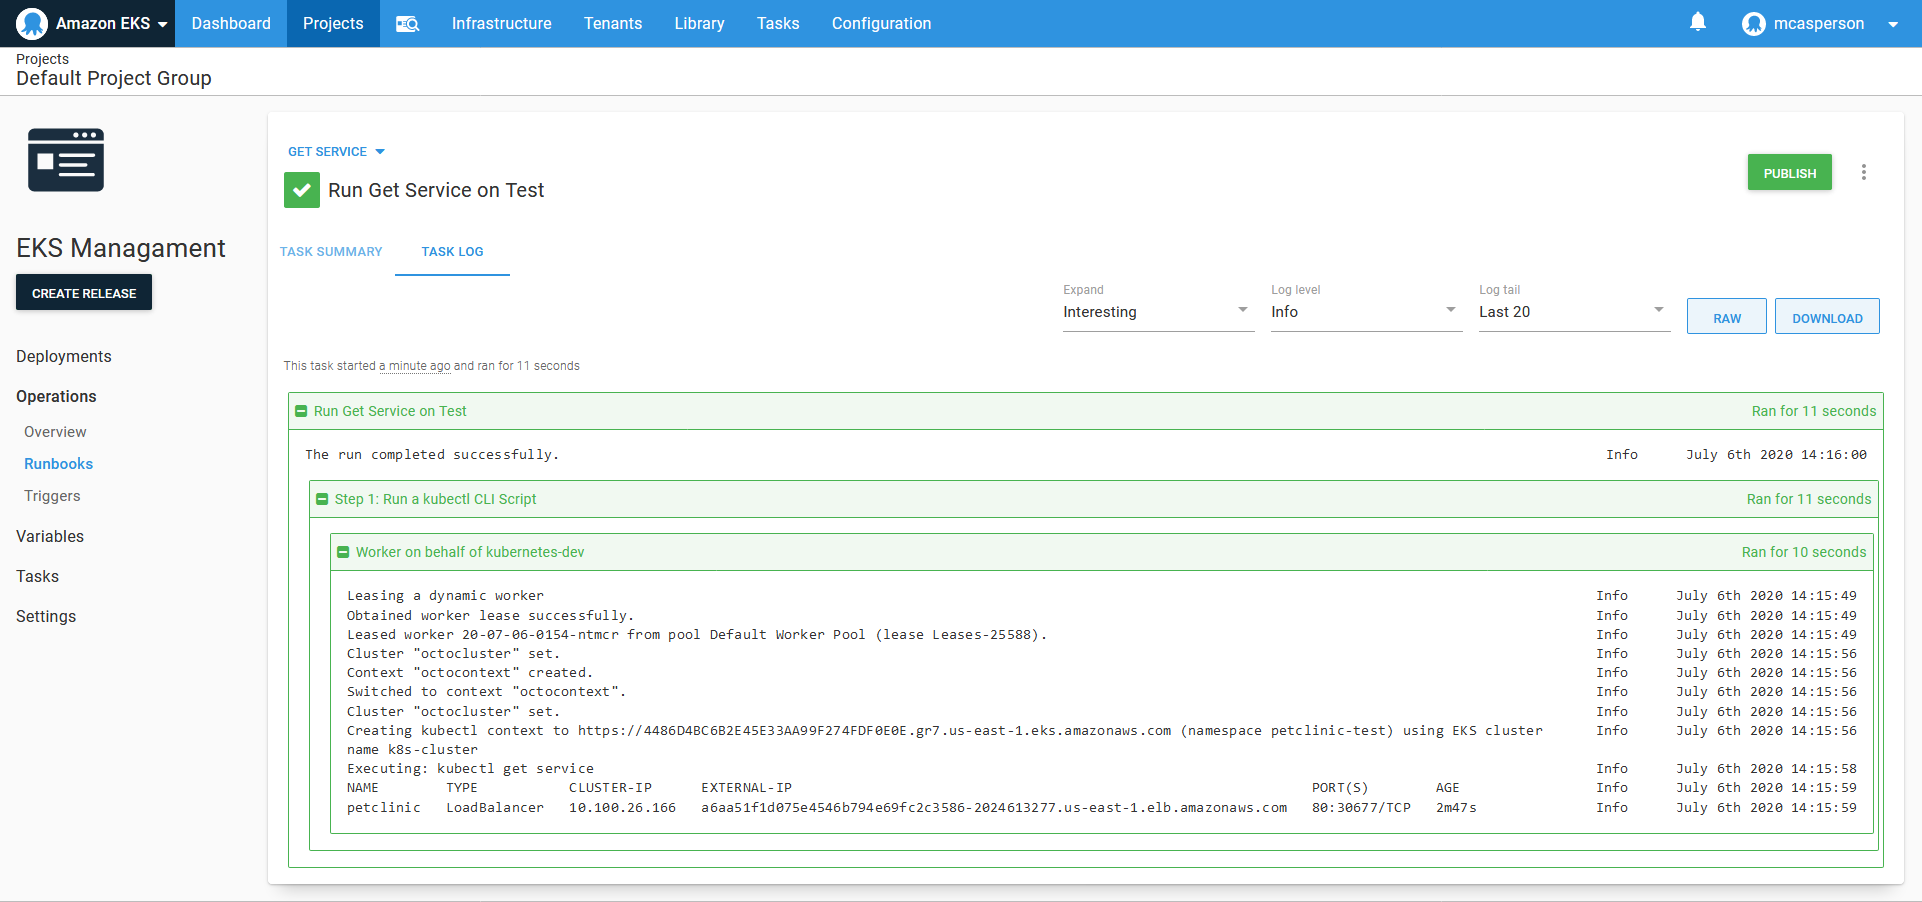 Amazon EKS Dashboard Projects Infrastructure Tenants Library Tasks Configuration mcasperson
Projects
Default Project Group
EKS Managament
CREATE RELEASE
Deployments
Operations
Overview
Runbooks
Triggers
Variables
Tasks
Settings
GET SERVICE
Run Get Service on Test
PUBLISH
TASK SUMMARY TASK LOG
Expand Log level Log tail
Interesting Info Last 20 RAW DOWNLOAD
This task started a minute ago and ran for 11 seconds
Run Get Service on Test Ran for 11 seconds
The run completed successfully. Info July 6th 2020 14:16:00
Step 1: Run a kubectl CLI Script Ran for 11 seconds
Worker on behalf of kubernetes-dev Ran for 10 seconds
Leasing a dynamic worker Info July 6th 2020 14:15:49
Obtained worker lease successfully. Info July 6th 2020 14:15:49
Leased worker 20-07-06-0154-ntmcr from pool Default Worker Pool (lease Leases-25588). Info July 6th 2020 14:15:49
Cluster "octocluster" set. Info July 6th 2020 14:15:56
Context "octocontext" created. Info July 6th 2020 14:15:56
Switched to context "octocontext". Info July 6th 2020 14:15:56
Cluster "octocluster" set. Info July 6th 2020 14:15:56
Creating kubectl context to https://4486D4BC6B2E45E33AA99F274FDF0E0E.gr7.us-east-1.eks.amazonaws.com (namespace petclinic-test) using EKS cluster Info July 6th 2020 14:15:56
name k8s-cluster
Executing: kubectl get service Info July 6th 2020 14:15:58
NAME TYPE CLUSTER-IP EXTERNAL-IP PORT(S) AGE Info July 6th 2020 14:15:59
petclinic LoadBalancer 10.100.26.166 a6aa51f1d075e4546b794e69fc2c3586-2024613277.us-east-1.elb.amazonaws.com 80:30677/TCP 2m47s Info July 6th 2020 14:15:59